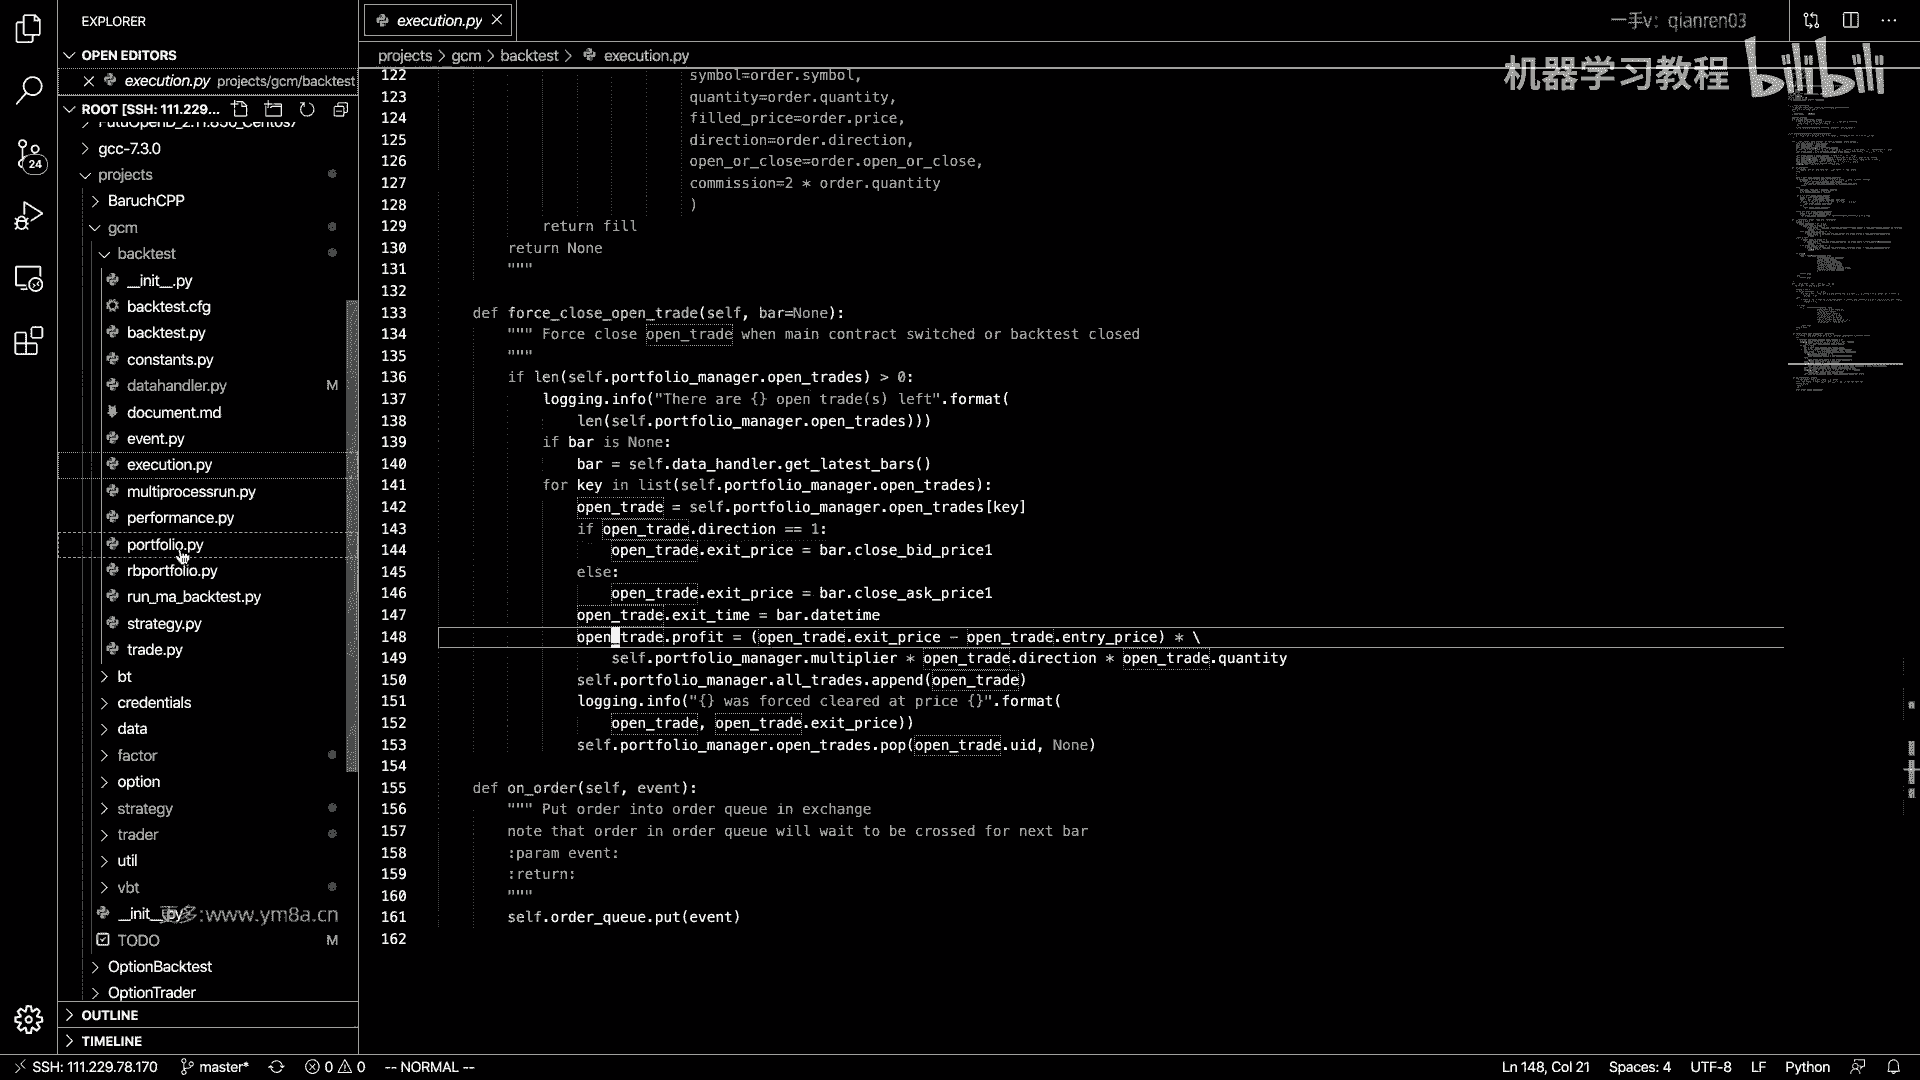 EXPLORER
OPEN EDITORS
execution.py projects/gcm/backtest
ROOT [SSH: 111.229...
FutuOpenD_2.11.850_Centos7
gcc-7.3.0
projects
BaruchCPP
gcm
backtest
__init__.py
backtest.cfg
backtest.py
constants.py
datahandler.py M
document.md
event.py
execution.py
multiprocessrun.py
performance.py
portfolio.py
rbportfolio.py
run_ma_backtest.py
strategy.py
trade.py
bt
credentials
data
factor
option
strategy
trader
util
vbt
__init__.py
更多:www.ym8a.cn
TODO M
OptionBacktest
OptionTrader
OUTLINE
TIMELINE
24
execution.py
projects > gcm > backtest > execution.py
一手v: qianren03
机器学习教程 bilibili
122 symbol=order.symbol,
123 quantity=order.quantity,
124 filled_price=order.price,
125 direction=order.direction,
126 open_or_close=order.open_or_close,
127 commission=2 * order.quantity
128 )
129 return fill
130 return None
131 """
132
133 def force_close_open_trade(self, bar=None):
134 """ Force close open_trade when main contract switched or backtest closed
135 """
136 if len(self.portfolio_manager.open_trades) > 0:
137 logging.info("There are {} open trade(s) left".format(
138 len(self.portfolio_manager.open_trades)))
139 if bar is None:
140 bar = self.data_handler.get_latest_bars()
141 for key in list(self.portfolio_manager.open_trades):
142 open_trade = self.portfolio_manager.open_trades[key]
143 if open_trade.direction == 1:
144 open_trade.exit_price = bar.close_bid_price1
145 else:
146 open_trade.exit_price = bar.close_ask_price1
147 open_trade.exit_time = bar.datetime
148 open_trade.profit = (open_trade.exit_price - open_trade.entry_price) * \
149 self.portfolio_manager.multiplier * open_trade.direction * open_trade.quantity
150 self.portfolio_manager.all_trades.append(open_trade)
151 logging.info("{} was forced cleared at price {}".format(
152 open_trade, open_trade.exit_price))
153 self.portfolio_manager.open_trades.pop(open_trade.uid, None)
154
155 def on_order(self, event):
156 """ Put order into order queue in exchange
157 note that order in order queue will wait to be crossed for next bar
158 :param event:
159 :return:
160 """
161 self.order_queue.put(event)
162
SSH: 111.229.78.170 master* 0 0 -- NORMAL -- Ln 148, Col 21 Spaces: 4 UTF-8 LF Python